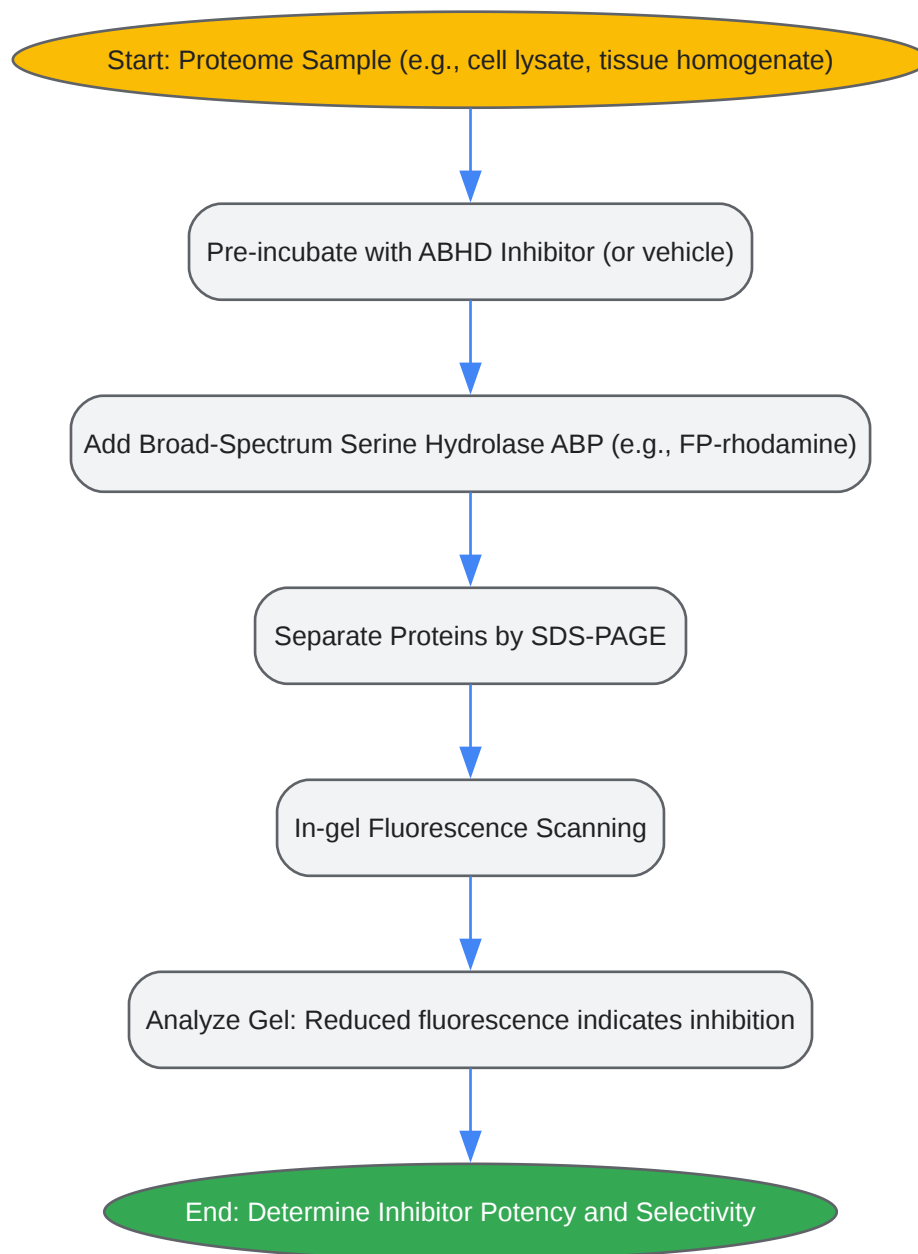 Start: Proteome Sample (e.g., cell lysate, tissue homogenate)
Pre-incubate with ABHD Inhibitor (or vehicle)
Add Broad-Spectrum Serine Hydrolase ABP (e.g., FP-rhodamine)
Separate Proteins by SDS-PAGE
In-gel Fluorescence Scanning
Analyze Gel: Reduced fluorescence indicates inhibition
End: Determine Inhibitor Potency and Selectivity